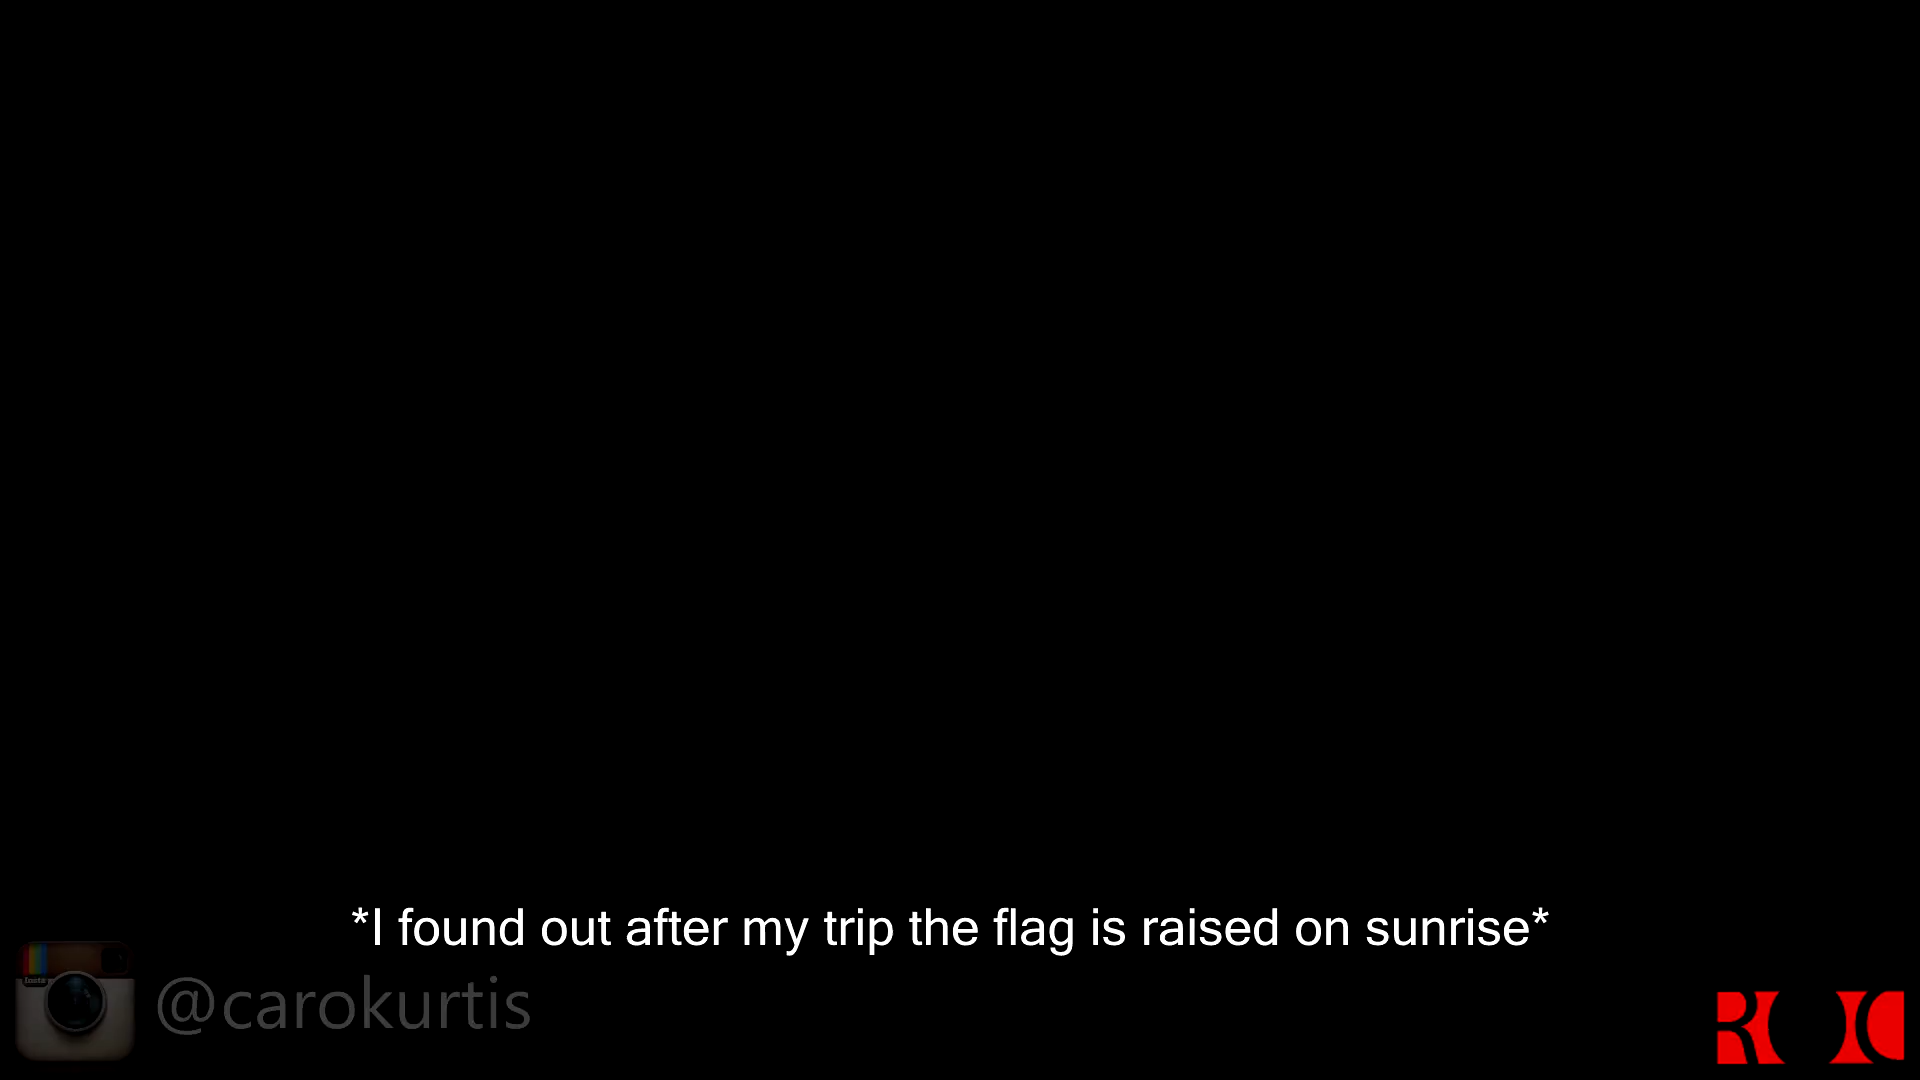 *I found out after my trip the flag is raised on sunrise*
@carokurtis